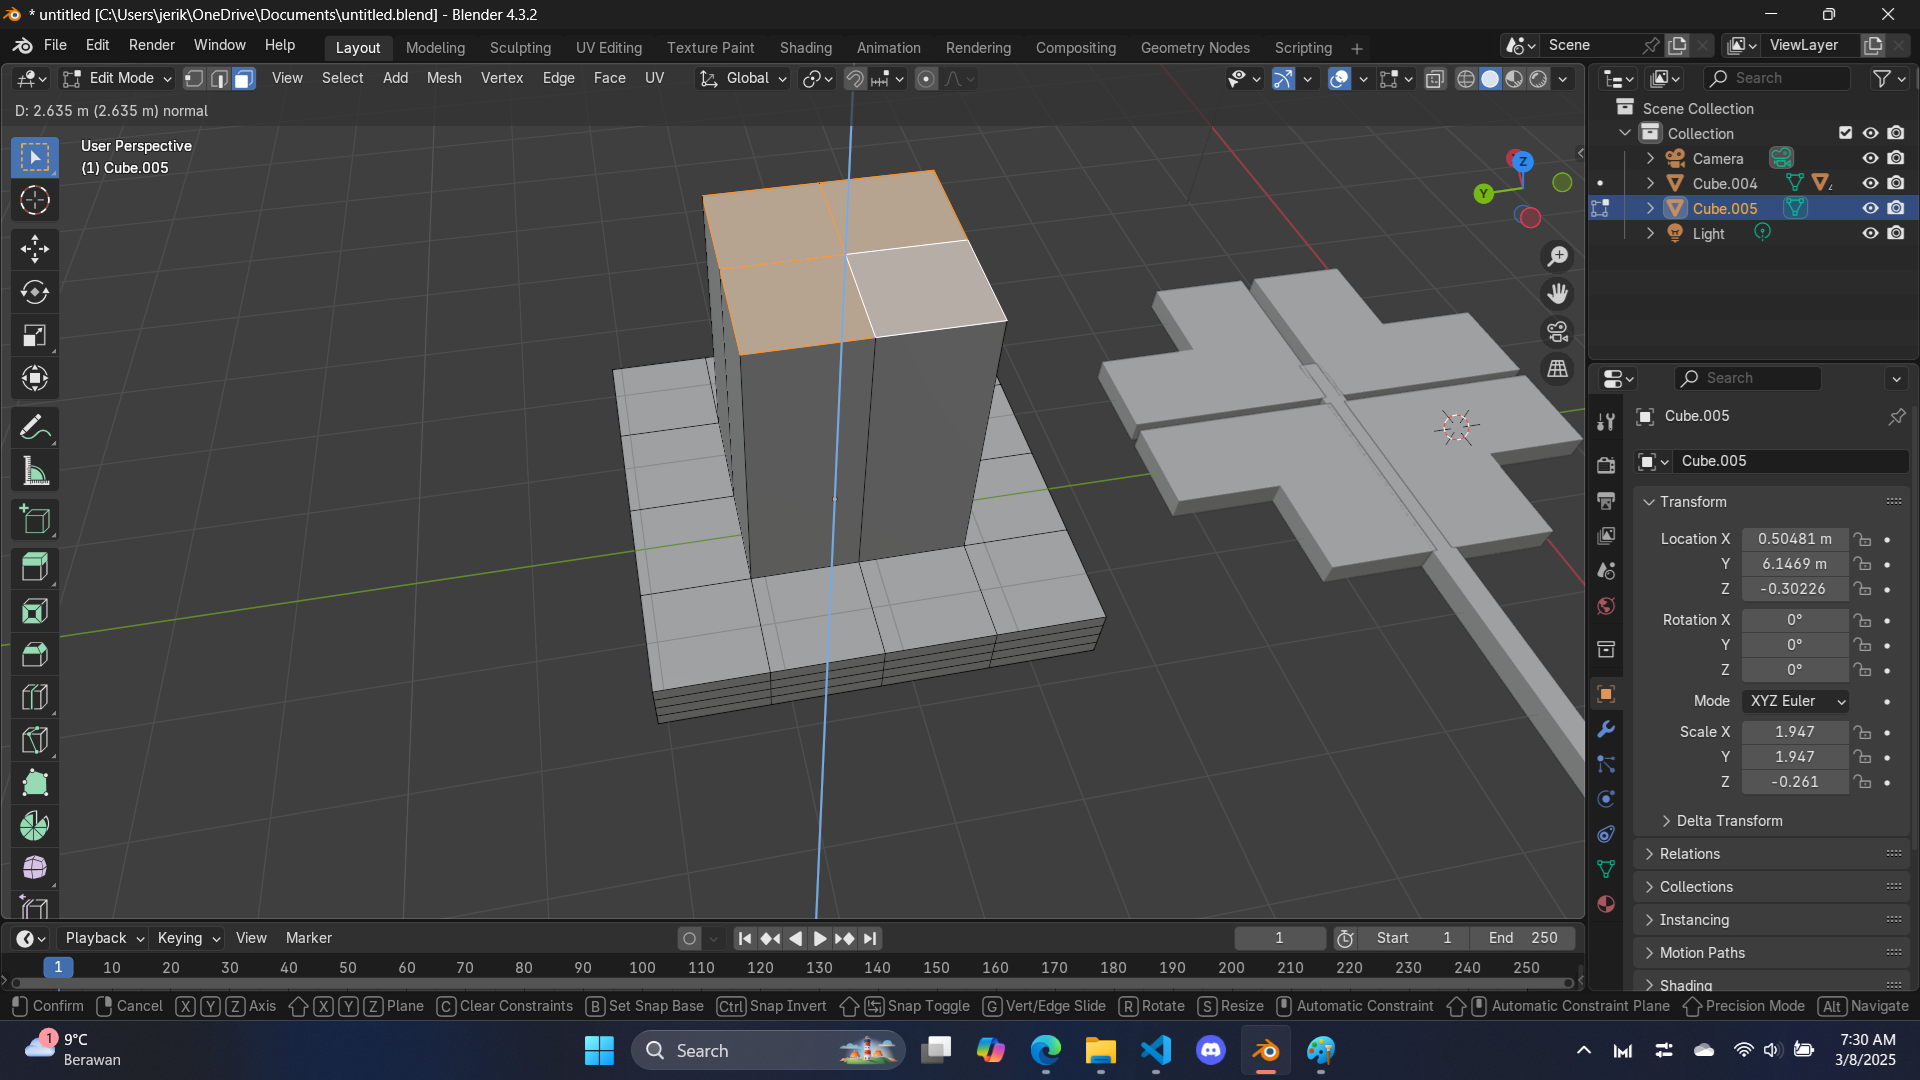 * untitled [C:\Users\jerik\OneDrive\Documents\untitled.blend] - Blender 4.3.2
File Edit Render Window Help Layout Modeling Sculpting UV Editing Texture Paint Shading Animation Rendering Compositing Geometry Nodes Scripting + Scene ViewLayer
Edit Mode View Select Add Mesh Vertex Edge Face UV Global Search
D: 2.635 m (2.635 m) normal
User Perspective
(1) Cube.005
X
Y
Z
Scene Collection
Collection
Camera
Cube.004
Cube.005
Light
Search
Cube.005
Cube.005
Transform
Location X 0.50481 m
Y 6.1469 m
Z -0.30226
Rotation X 0°
Y 0°
Z 0°
Mode XYZ Euler
Scale X 1.947
Y 1.947
Z -0.261
Delta Transform
Relations
Collections
Instancing
Motion Paths
Shading
Playback Keying View Marker 1 Start 1 End 250
1 10 20 30 40 50 60 70 80 90 100 110 120 130 140 150 160 170 180 190 200 210 220 230 240 250
Confirm Cancel X Y Z Axis X Y Z Plane C Clear Constraints B Set Snap Base Ctrl Snap Invert Snap Toggle G Vert/Edge Slide R Rotate S Resize Automatic Constraint Automatic Constraint Plane Precision Mode Alt Navigate
1
9°C
Berawan
Search
7:30 AM
3/8/2025